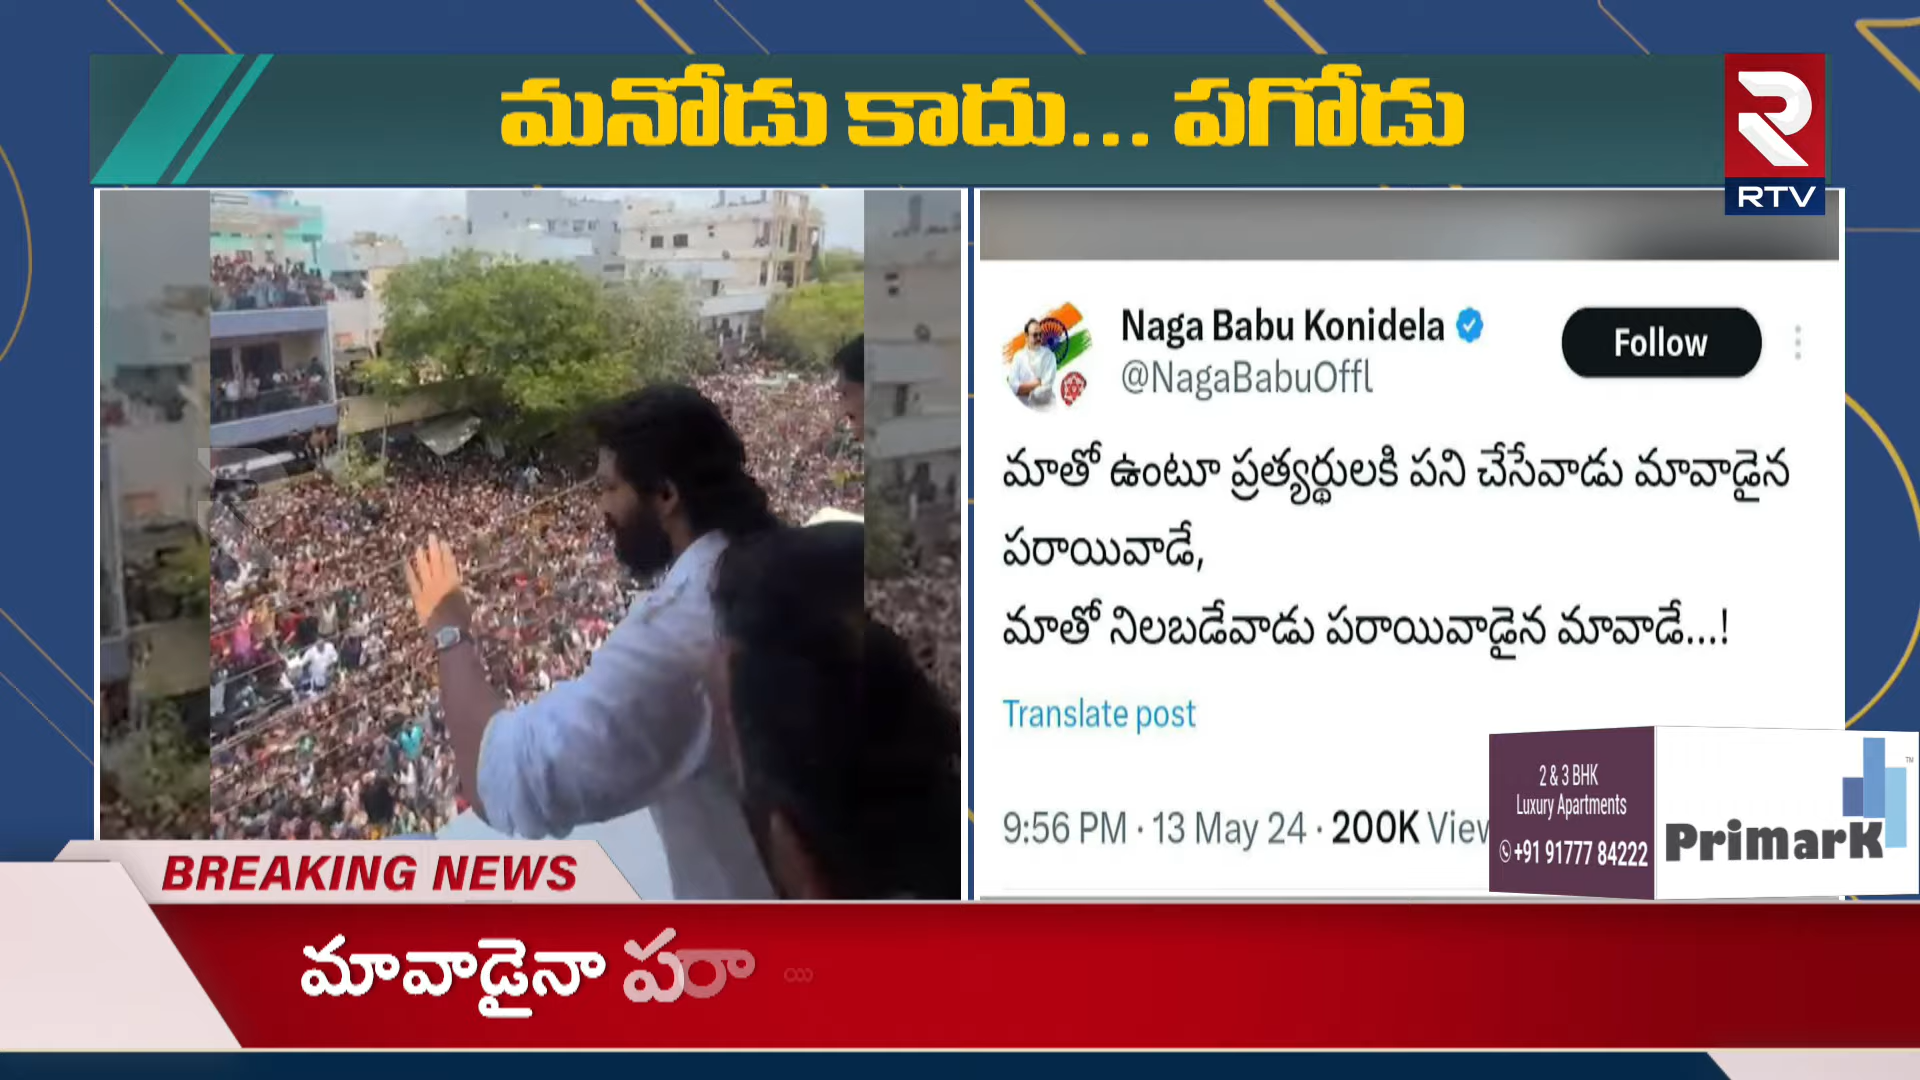 మనోడు కాదు... పగోడు
RTV
Naga Babu Konidela
@NagaBabuOffl
Follow
మాతో ఉంటూ ప్రత్యర్థులకి పని చేసేవాడు మావాడైన
పరాయివాడే,
మాతో నిలబడేవాడు పరాయివాడైన మావాడే...!
Translate post
9:56 PM · 13 May 24 · 200K View
2 & 3 BHK
Luxury Apartments
+91 91777 84222
PrimarK
TM
BREAKING NEWS
మావాడైనా పరాయి